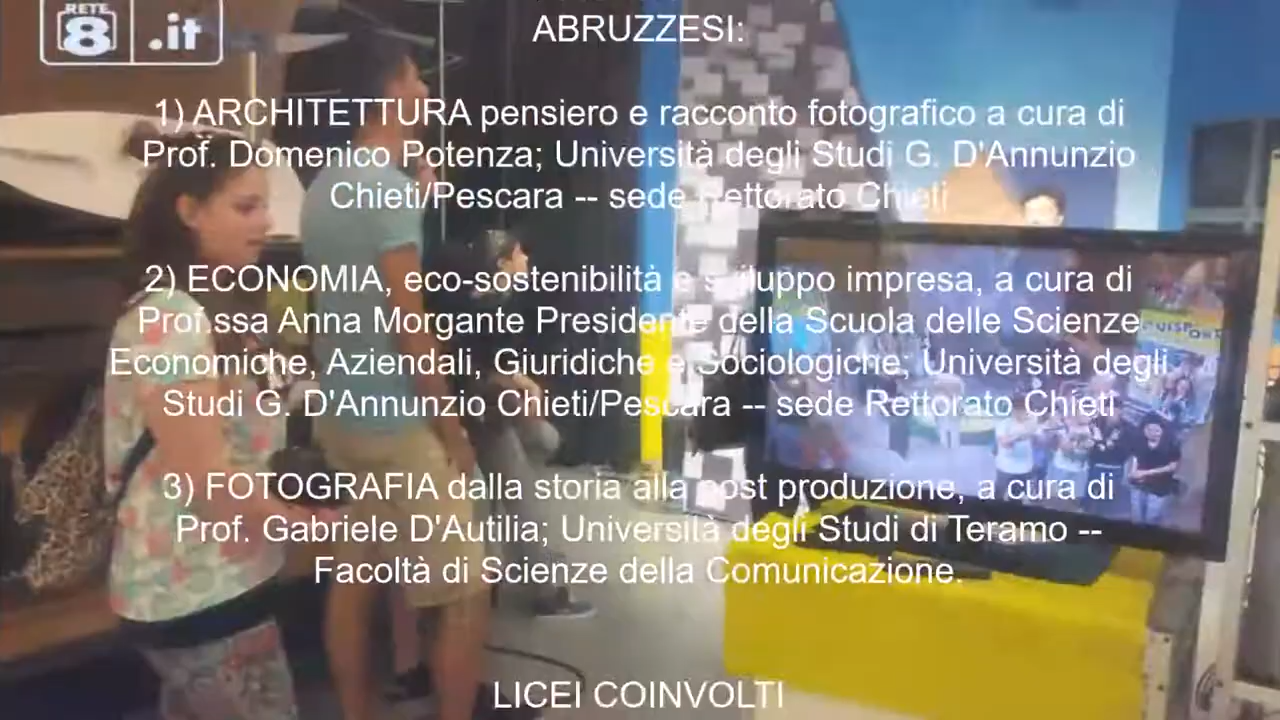 RETE
8 .it
ABRUZZESI:
1) ARCHITETTURA pensiero e racconto fotografico a cura di
Prof. Domenico Potenza; Università degli Studi G. D'Annunzio
Chieti/Pescara -- sede Rettorato Chieti
2) ECONOMIA, eco-sostenibilità e sviluppo impresa, a cura di
Prof.ssa Anna Morgante Presidente della Scuola delle Scienze
Economiche, Aziendali, Giuridiche e Sociologiche; Università degli
Studi G. D'Annunzio Chieti/Pescara -- sede Rettorato Chieti
3) FOTOGRAFIA dalla storia alla post produzione, a cura di
Prof. Gabriele D'Autilia; Università degli Studi di Teramo --
Facoltà di Scienze della Comunicazione.
LICEI COINVOLTI